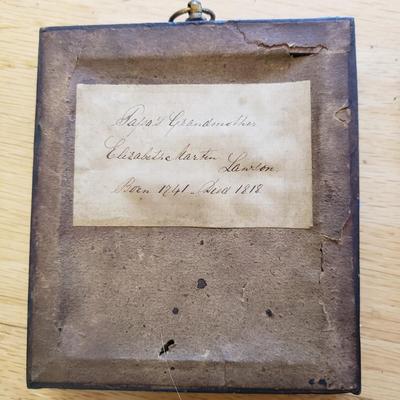 Papa's Grandmother
Elizabeth Martin Lawson.
Born 1741 - Died 1818